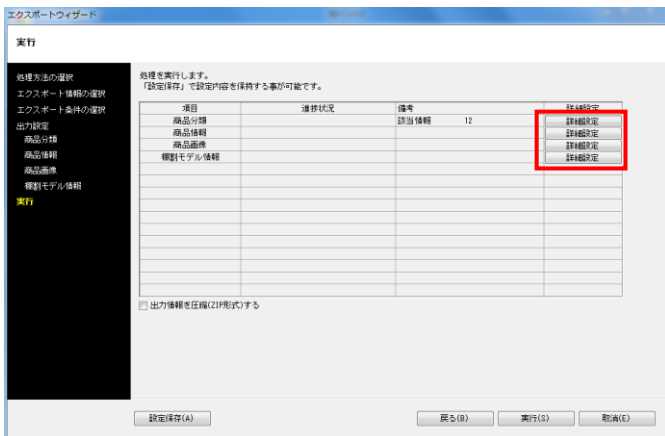 エクスポートウィザード
実行
処理方法の選択
エクスポート情報の選択
エクスポート条件の選択
出力設定
商品分類
商品情報
商品画像
棚割モデル情報
実行
処理を実行します。
「設定保存」で設定内容を保持する事が可能です。
項目 進捗状況 備考 詳細設定
商品分類 該当情報 12 詳細設定
商品情報 詳細設定
商品画像 詳細設定
棚割モデル情報 詳細設定
出力情報を圧縮(ZIP形式)する
設定保存(A) 戻る(B) 実行(S) 取消(E)